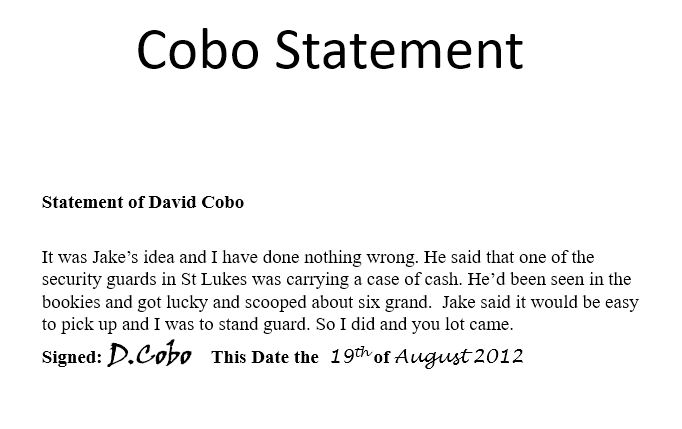 Cobo Statement
Statement of David Cobo
It was Jake’s idea and I have done nothing wrong. He said that one of the
security guards in St Lukes was carrying a case of cash. He’d been seen in the
bookies and got lucky and scooped about six grand.  Jake said it would be easy
to pick up and I was to stand guard. So I did and you lot came.
Signed: D.Cobo This Date the 19th of August 2012